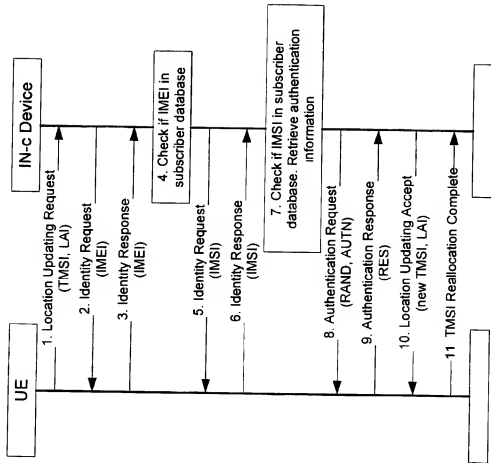 UE
IN-c Device
1. Location Updating Request
(TMSI, LAI)
2. Identity Request
(IMEI)
3. Identity Response
(IMEI)
4. Check if IMEI in
subscriber database
5. Identity Request
(IMSI)
6. Identity Response
(IMSI)
7. Check if IMSI in subscriber
database. Retrieve authentication
information
8. Authentication Request
(RAND, AUTN)
9. Authentication Response
(RES)
10. Location Updating Accept
(new TMSI, LAI)
11 TMSI Reallocation Complete